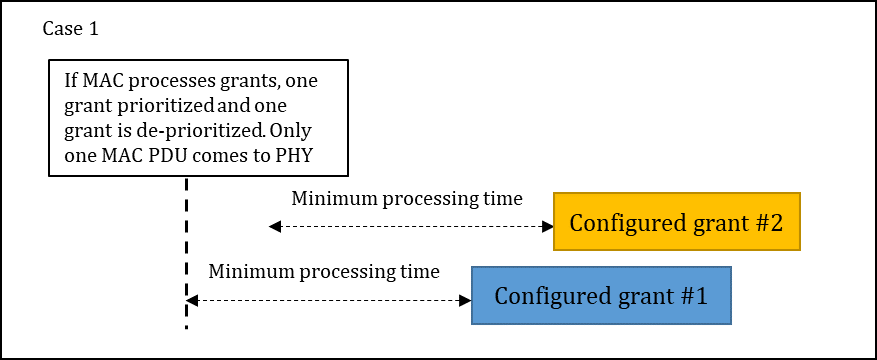 Case 1
If MAC processes grants, one
grant prioritized and one
grant is de-prioritized. Only
one MAC PDU comes to PHY
Minimum processing time
Configured grant #2
Minimum processing time
Configured grant #1